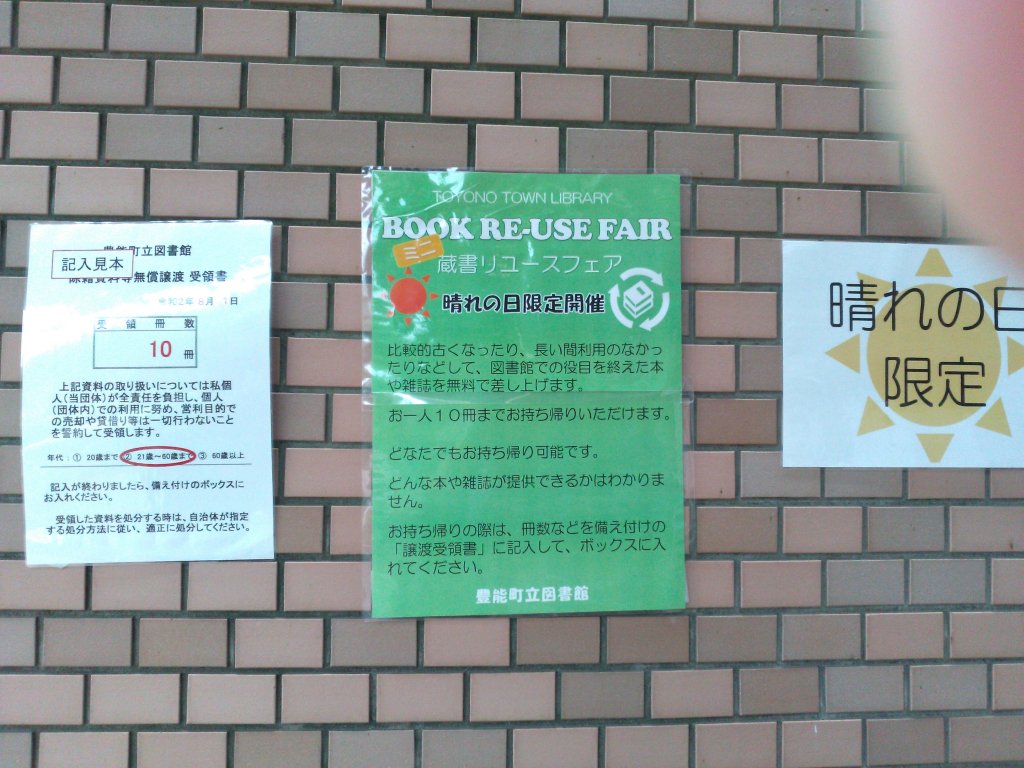 豊能町立図書館
記入見本
除籍資料等無償譲渡 受領書
令和2年 8月 1日
受 領 冊 数
10 冊
上記資料の取り扱いについては私個
人(当団体)が全責任を負担し、個人
(団体内)での利用に努め、営利目的で
の売却や貸借り等は一切行わないこと
を誓約して受領します。
年代:① 20歳まで ② 21歳～60歳まで ③ 60歳以上
記入が終わりましたら、備え付けのボックスに
お入れください。
受領した資料を処分する時は、自治体が指定
する処分方法に従い、適正に処分してください。
TOYONO TOWN LIBRARY
BOOK RE-USE FAIR
ミニ
蔵書リユースフェア
晴れの日限定開催
比較的古くなったり、長い間利用のなかっ
たりなどして、図書館での役目を終えた本
や雑誌を無料で差し上げます。
お一人10冊までお持ち帰りいただけます。
どなたでもお持ち帰り可能です。
どんな本や雑誌が提供できるかはわかりま
せん。
お持ち帰りの際は、冊数などを備え付けの
「譲渡受領書」に記入して、ボックスに入
れてください。
豊能町立図書館
晴れの日
限定